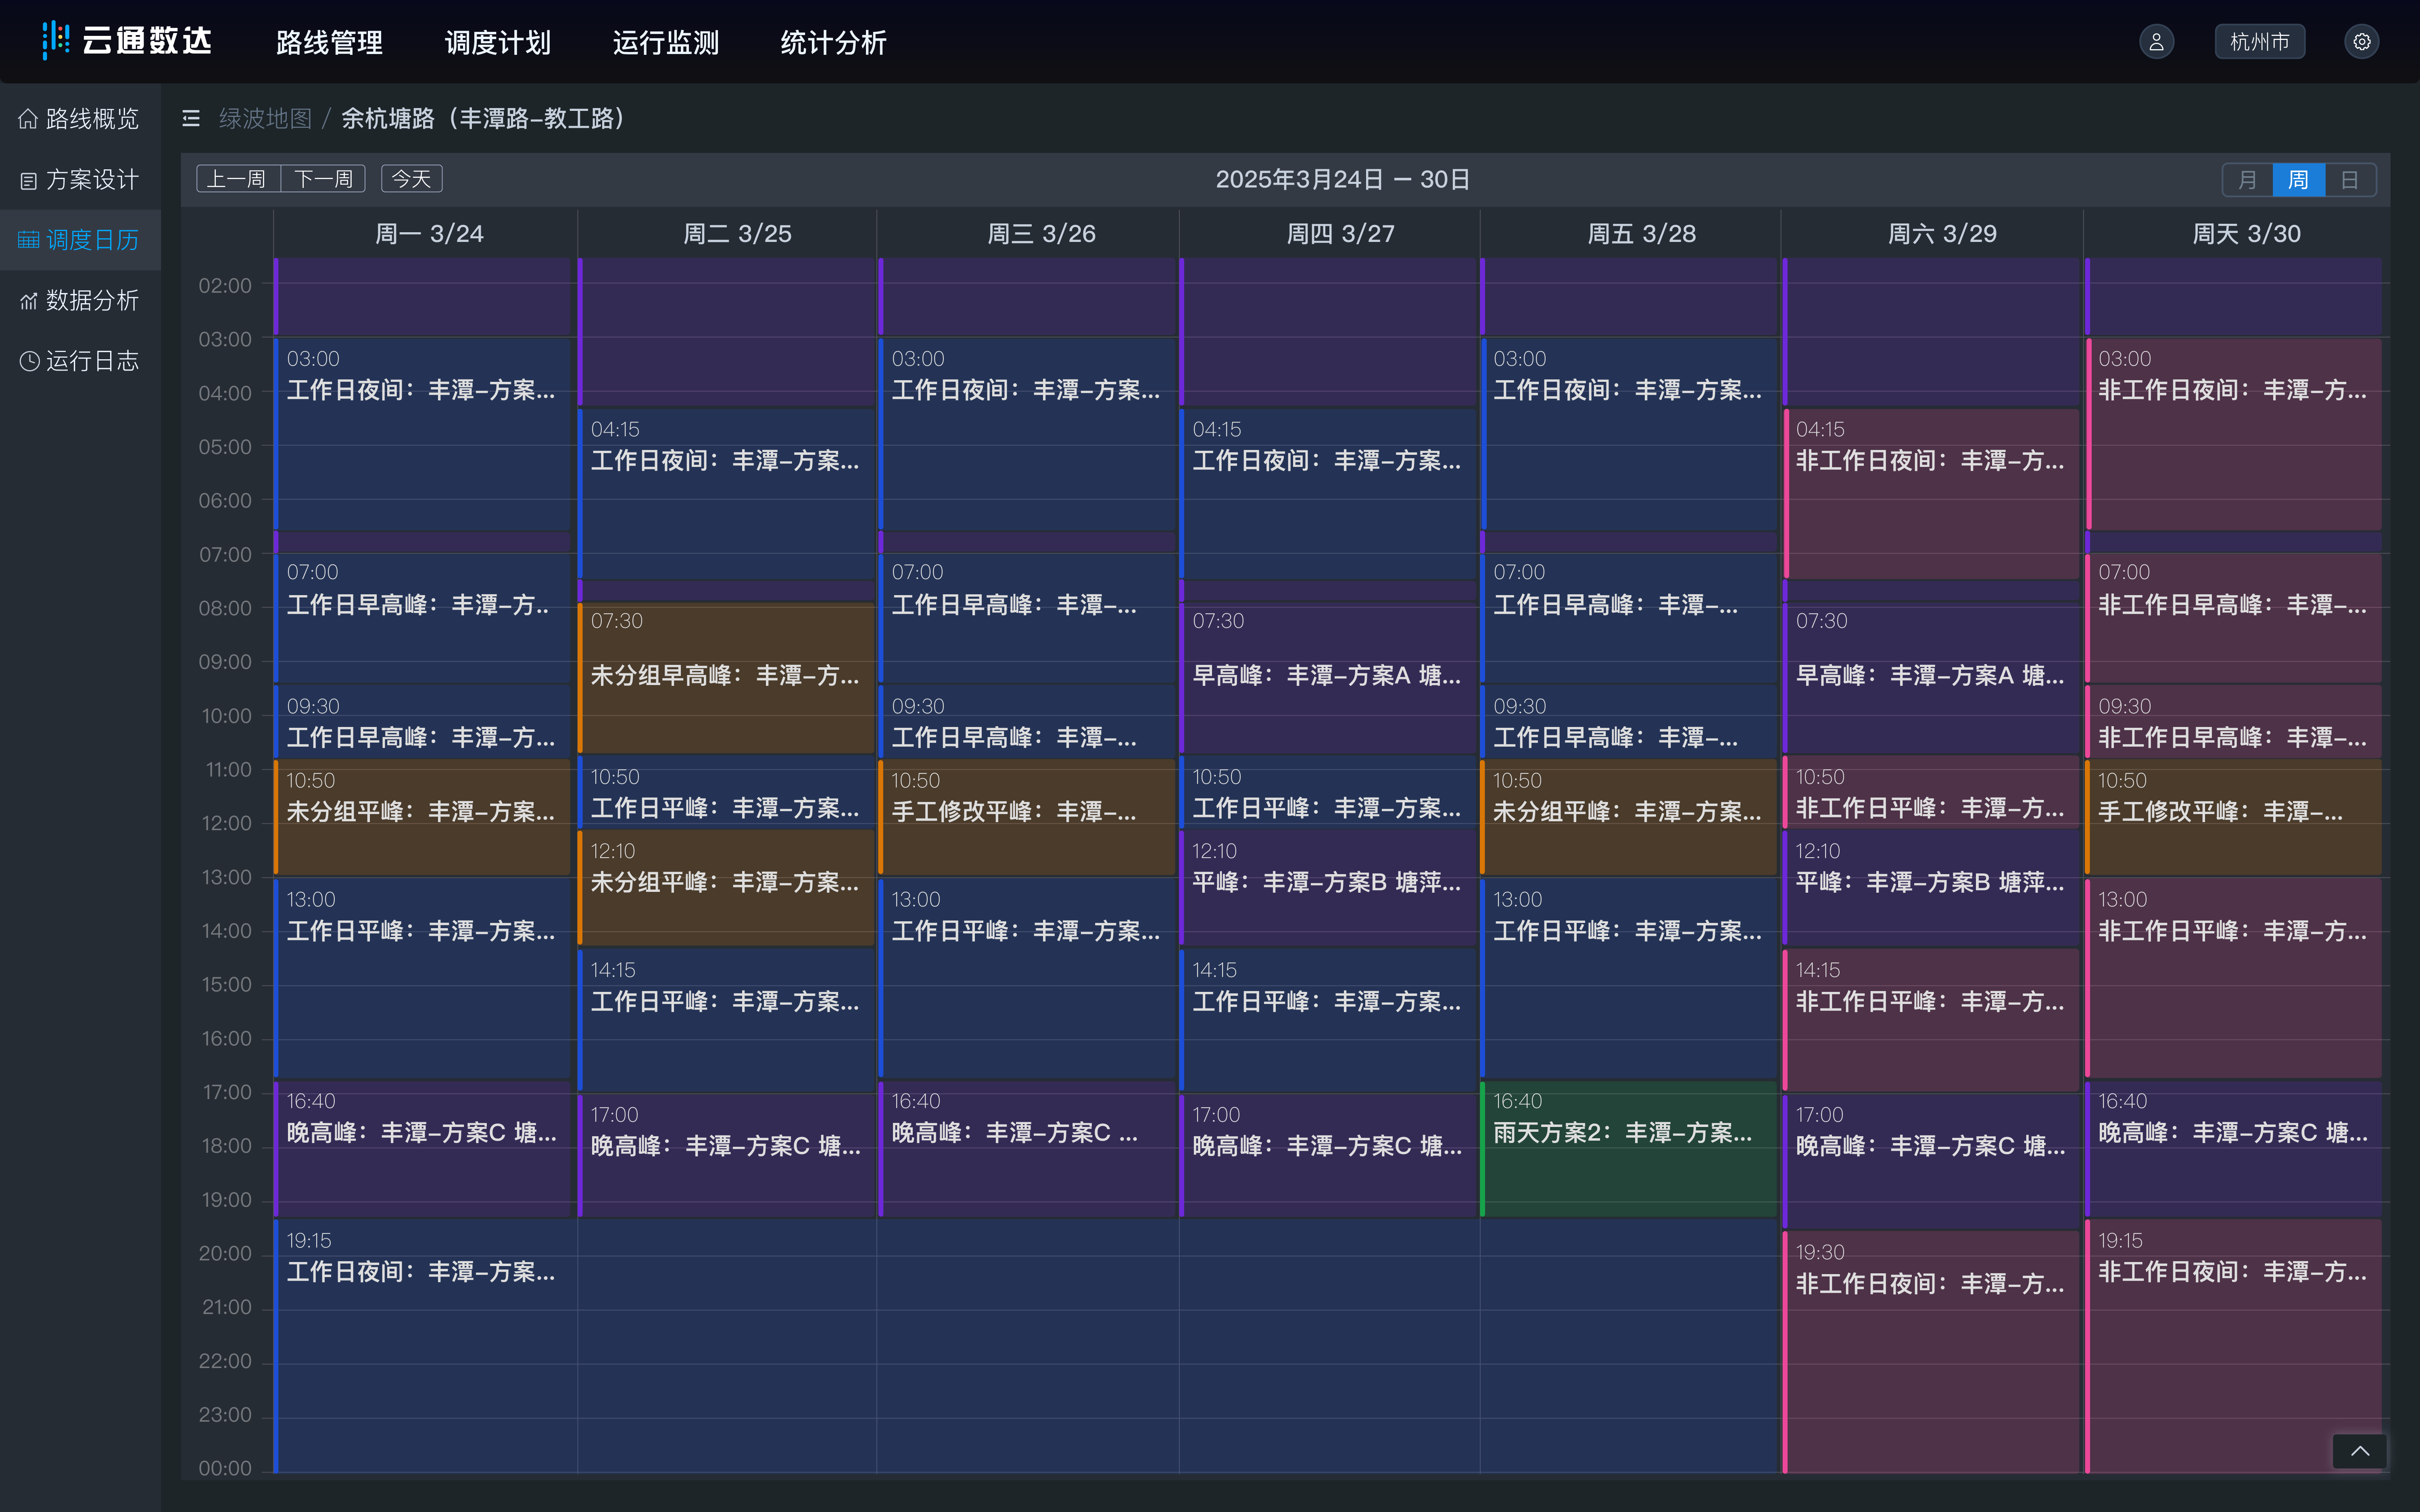 云通数达 路线管理 调度计划 运行监测 统计分析 杭州市
路线概览
方案设计
调度日历
数据分析
运行日志
绿波地图 / 余杭塘路（丰潭路–教工路）
上一周 下一周 今天 2025年3月24日 — 30日 月 周 日
周一 3/24 周二 3/25 周三 3/26 周四 3/27 周五 3/28 周六 3/29 周天 3/30
02:00
03:00
04:00
05:00
06:00
07:00
08:00
09:00
10:00
11:00
12:00
13:00
14:00
15:00
16:00
17:00
18:00
19:00
20:00
21:00
22:00
23:00
00:00
03:00
工作日夜间：丰潭–方案...
07:00
工作日早高峰：丰潭–方..
09:30
工作日早高峰：丰潭–方...
10:50
未分组平峰：丰潭–方案...
13:00
工作日平峰：丰潭–方案...
16:40
晚高峰：丰潭–方案C 塘...
19:15
工作日夜间：丰潭–方案...
04:15
工作日夜间：丰潭–方案...
07:30
未分组早高峰：丰潭–方...
10:50
工作日平峰：丰潭–方案...
12:10
未分组平峰：丰潭–方案...
14:15
工作日平峰：丰潭–方案...
17:00
晚高峰：丰潭–方案C 塘...
03:00
工作日夜间：丰潭–方案...
07:00
工作日早高峰：丰潭–...
09:30
工作日早高峰：丰潭–...
10:50
手工修改平峰：丰潭–...
13:00
工作日平峰：丰潭–方案...
16:40
晚高峰：丰潭–方案C ...
04:15
工作日夜间：丰潭–方案...
07:30
早高峰：丰潭–方案A 塘...
10:50
工作日平峰：丰潭–方案...
12:10
平峰：丰潭–方案B 塘萍...
14:15
工作日平峰：丰潭–方案...
17:00
晚高峰：丰潭–方案C 塘...
03:00
工作日夜间：丰潭–方案...
07:00
工作日早高峰：丰潭–...
09:30
工作日早高峰：丰潭–...
10:50
未分组平峰：丰潭–方案...
13:00
工作日平峰：丰潭–方案...
16:40
雨天方案2：丰潭–方案...
04:15
非工作日夜间：丰潭–方...
07:30
早高峰：丰潭–方案A 塘...
10:50
非工作日平峰：丰潭–方...
12:10
平峰：丰潭–方案B 塘萍...
14:15
非工作日平峰：丰潭–方...
17:00
晚高峰：丰潭–方案C 塘...
19:30
非工作日夜间：丰潭–方...
03:00
非工作日夜间：丰潭–方...
07:00
非工作日早高峰：丰潭–...
09:30
非工作日早高峰：丰潭–...
10:50
手工修改平峰：丰潭–...
13:00
非工作日平峰：丰潭–方...
16:40
晚高峰：丰潭–方案C 塘...
19:15
非工作日夜间：丰潭–方...